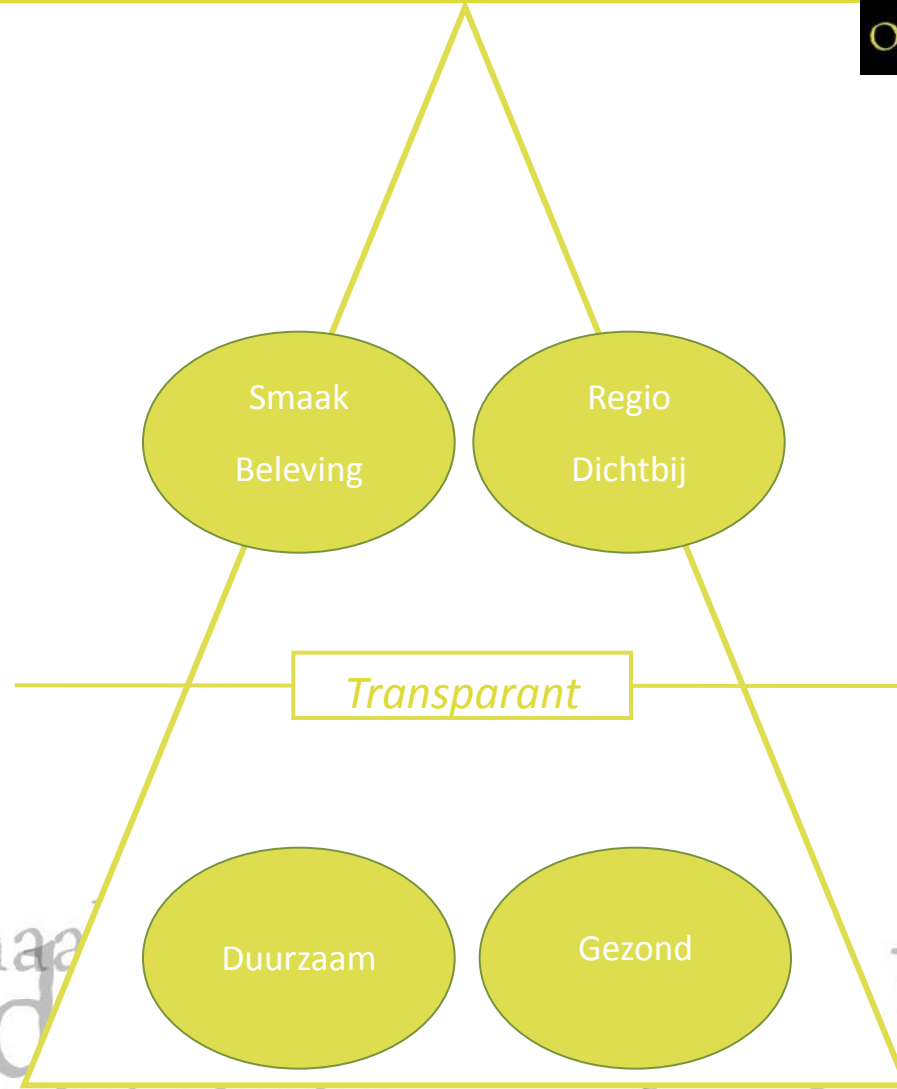 Smaak
Beleving
Regio
Dichtbij
Transparant
Duurzaam
Gezond